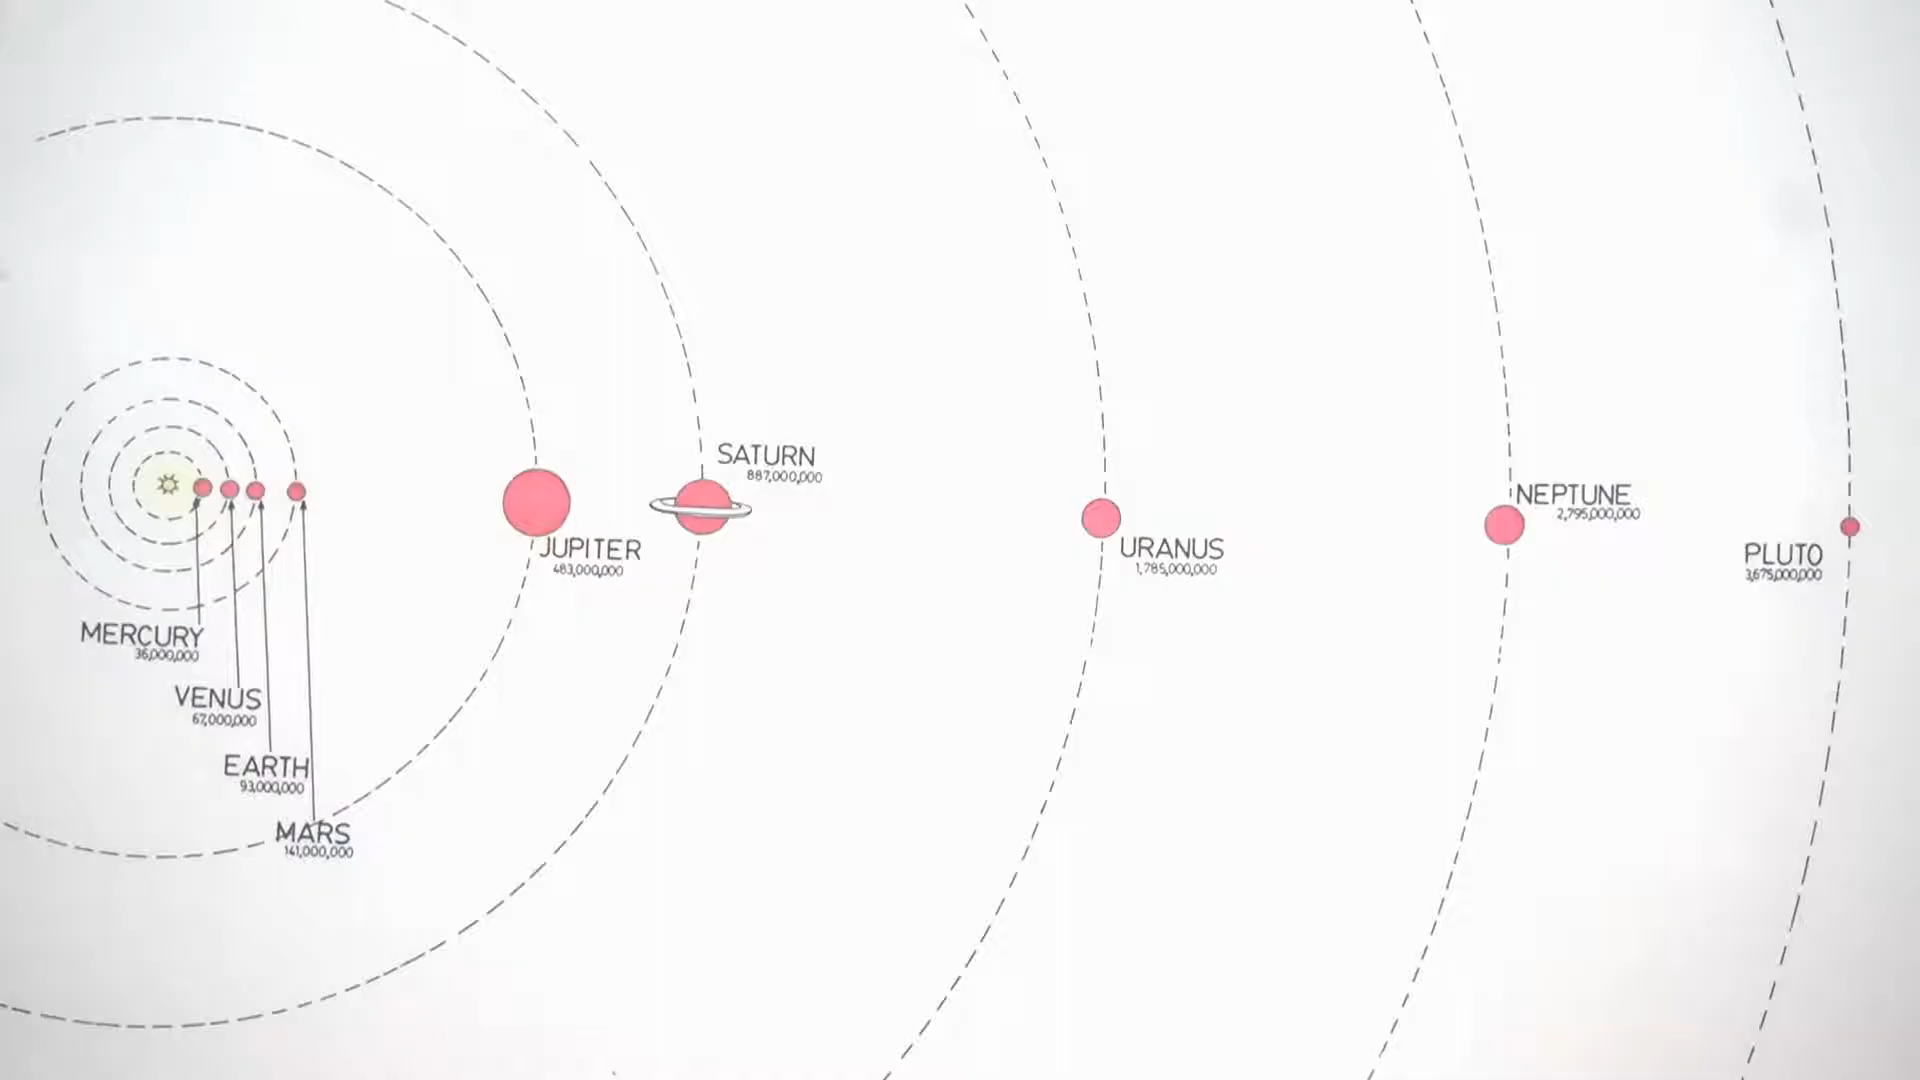 SATURN
887,000,000
NEPTUNE
2,795,000,000
JUPITER
483,000,000
URANUS
1,785,000,000
PLUTO
3,675,000,000
MERCURY
36,000,000
VENUS
67,000,000
EARTH
93,000,000
MARS
141,000,000